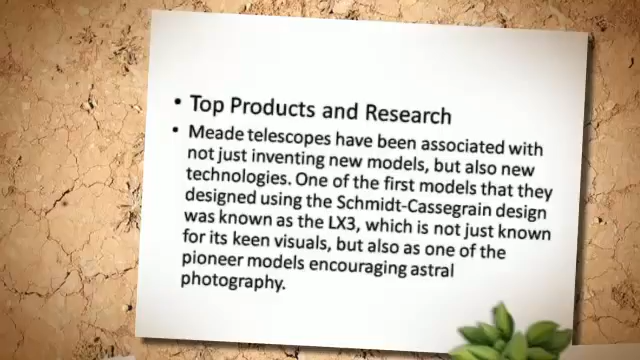 • Top Products and Research
• Meade telescopes have been associated with
not just inventing new models, but also new
technologies. One of the first models that they
designed using the Schmidt-Cassegrain design
was known as the LX3, which is not just known
for its keen visuals, but also as one of the
pioneer models encouraging astral
photography.